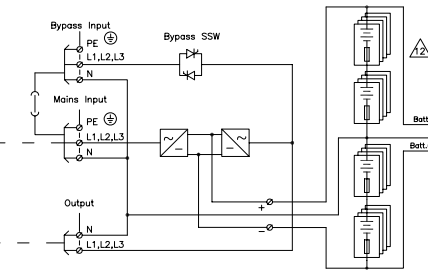 Bypass Input
PE
L1,L2,L3
N
Bypass SSW
12
Mains Input
PE
L1,L2,L3
N
Batt
Batt.
Output
N
L1,L2,L3
+
−